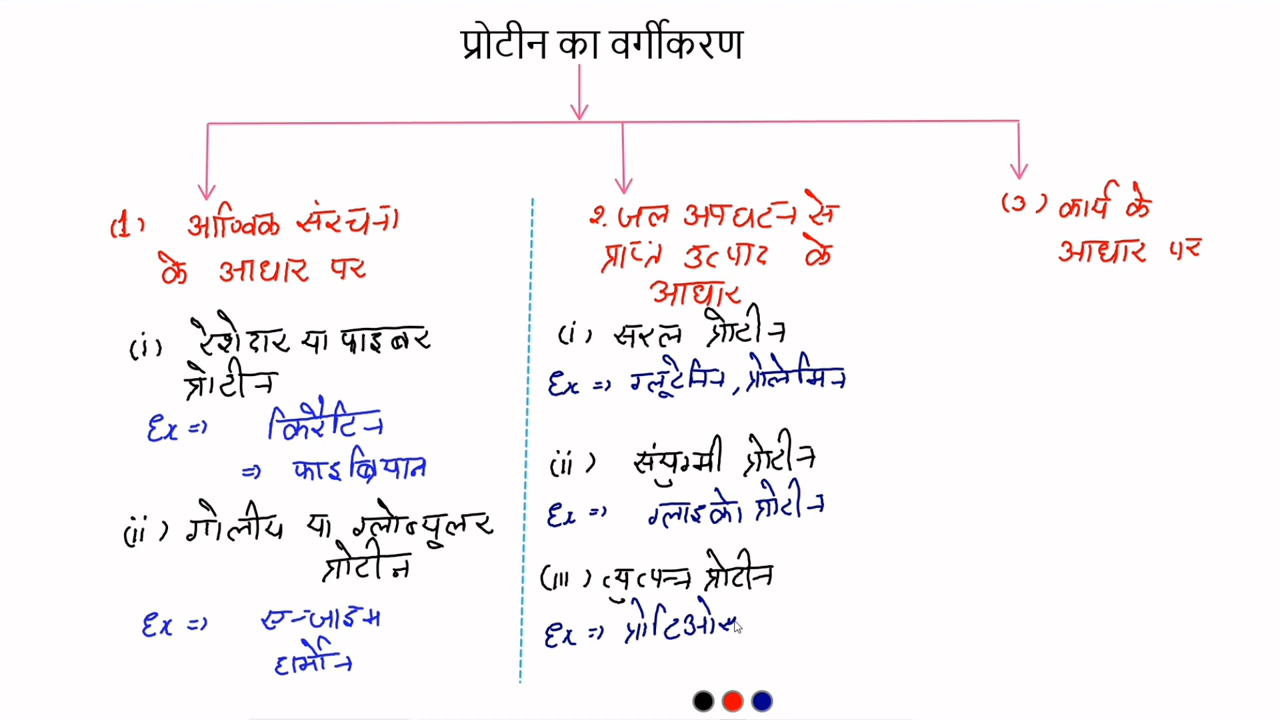 प्रोटीन का वर्गीकरण
(1) आण्विक संरचना
के आधार पर
(i) रेशेदार या फाइबर
प्रोटीन
Ex => किरैटिन
=> फाइब्रियान
(ii) गोलीय या ग्लोब्यूलर
प्रोटीन
Ex => एन्जाइम
हार्मोन
2. जल अपघटन से
प्राप्त उत्पाद के
आधार
(i) सरल प्रोटीन
Ex => ग्लूटेमिन, प्रोलेमिन
(ii) संयुग्मी प्रोटीन
Ex => ग्लाइको प्रोटीन
(iii) व्युत्पन्न प्रोटीन
Ex => प्रोटिओस
(3) कार्य के
आधार पर